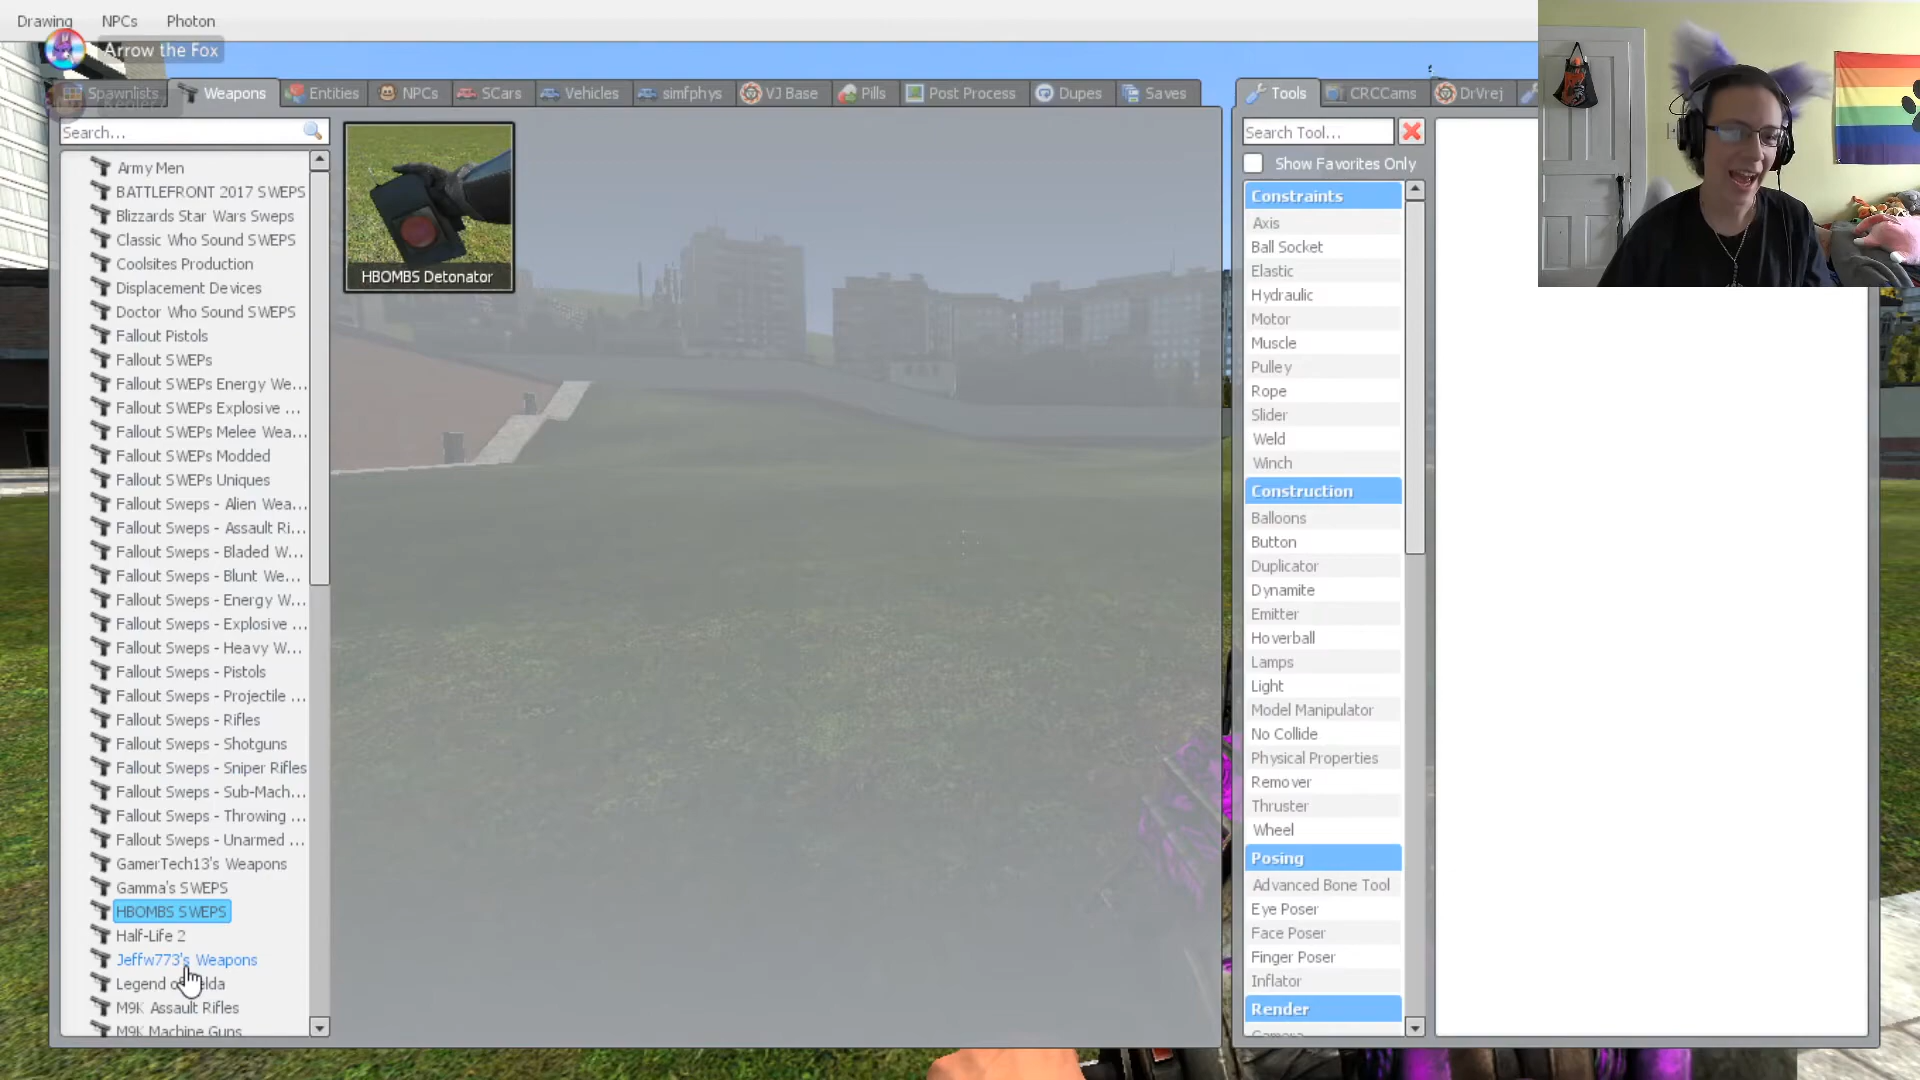 Drawing NPCs Photon
Arrow the Fox
Spawnlists Weapons Entities NPCs SCars Vehicles simfphys VJ Base Pills Post Process Dupes Saves
Search...
Army Men
BATTLEFRONT 2017 SWEPS
Blizzards Star Wars Sweps
Classic Who Sound SWEPS
Coolsites Production
Displacement Devices
Doctor Who Sound SWEPS
Fallout Pistols
Fallout SWEPs
Fallout SWEPs Energy We...
Fallout SWEPs Explosive ...
Fallout SWEPs Melee Wea...
Fallout SWEPs Modded
Fallout SWEPs Uniques
Fallout Sweps - Alien Wea...
Fallout Sweps - Assault Ri...
Fallout Sweps - Bladed W...
Fallout Sweps - Blunt We...
Fallout Sweps - Energy W...
Fallout Sweps - Explosive ...
Fallout Sweps - Heavy W...
Fallout Sweps - Pistols
Fallout Sweps - Projectile ...
Fallout Sweps - Rifles
Fallout Sweps - Shotguns
Fallout Sweps - Sniper Rifles
Fallout Sweps - Sub-Mach...
Fallout Sweps - Throwing ...
Fallout Sweps - Unarmed ...
GamerTech13's Weapons
Gamma's SWEPS
HBOMBS SWEPS
Half-Life 2
Jeffw773's Weapons
Legend
M9K Assault Rifles
M9K Machine Guns
HBOMBS Detonator
Tools CRCCams DrVrej
Search Tool...
Show Favorites Only
Constraints
Axis
Ball Socket
Elastic
Hydraulic
Motor
Muscle
Pulley
Rope
Slider
Weld
Winch
Construction
Balloons
Button
Duplicator
Dynamite
Emitter
Hoverball
Lamps
Light
Model Manipulator
No Collide
Physical Properties
Remover
Thruster
Wheel
Posing
Advanced Bone Tool
Eye Poser
Face Poser
Finger Poser
Inflator
Render
Camera